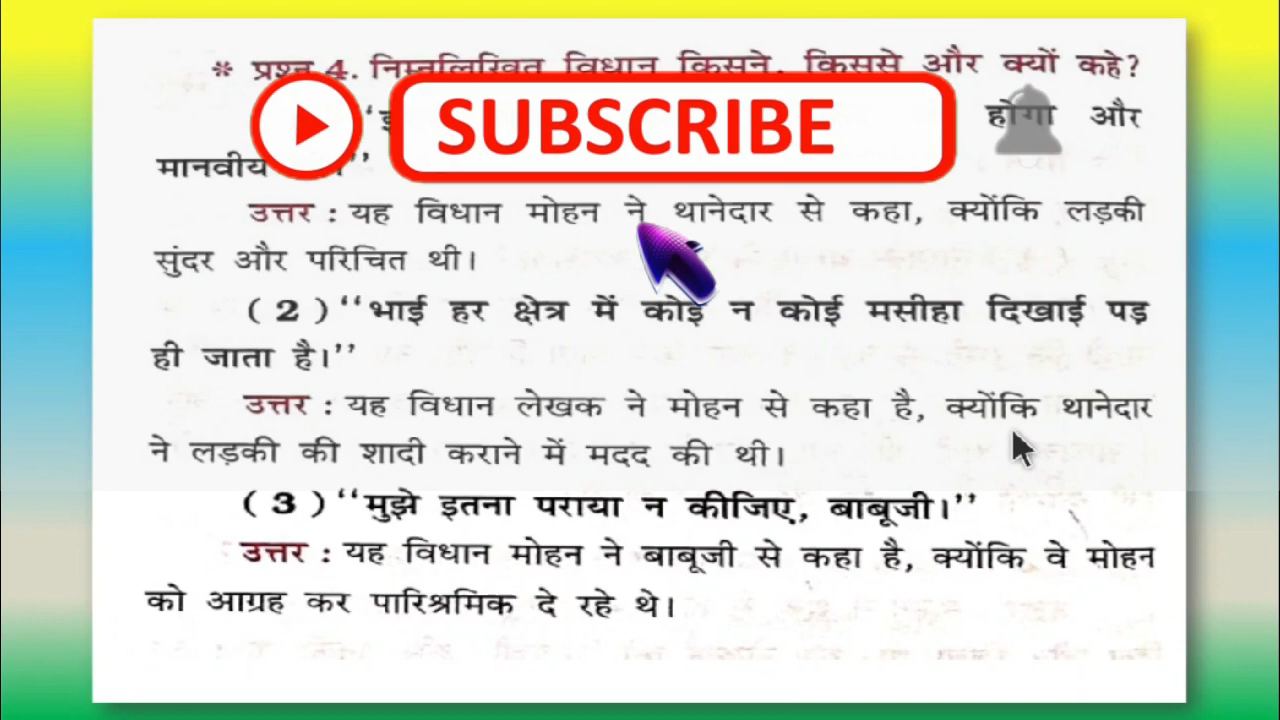 * प्रश्न 4. निम्नलिखित विधान किसने, किससे और क्यों कहे?
SUBSCRIBE
होगा और
मानवीय
उत्तर : यह विधान मोहन ने थानेदार से कहा, क्योंकि लड़की
सुंदर और परिचित थी।
( 2 ) “भाई हर क्षेत्र में कोई न कोई मसीहा दिखाई पड़
ही जाता है।”
उत्तर : यह विधान लेखक ने मोहन से कहा है, क्योंकि थानेदार
ने लड़की की शादी कराने में मदद की थी।
( 3 ) “मुझे इतना पराया न कीजिए, बाबूजी।”
उत्तर : यह विधान मोहन ने बाबूजी से कहा है, क्योंकि वे मोहन
को आग्रह कर पारिश्रमिक दे रहे थे।